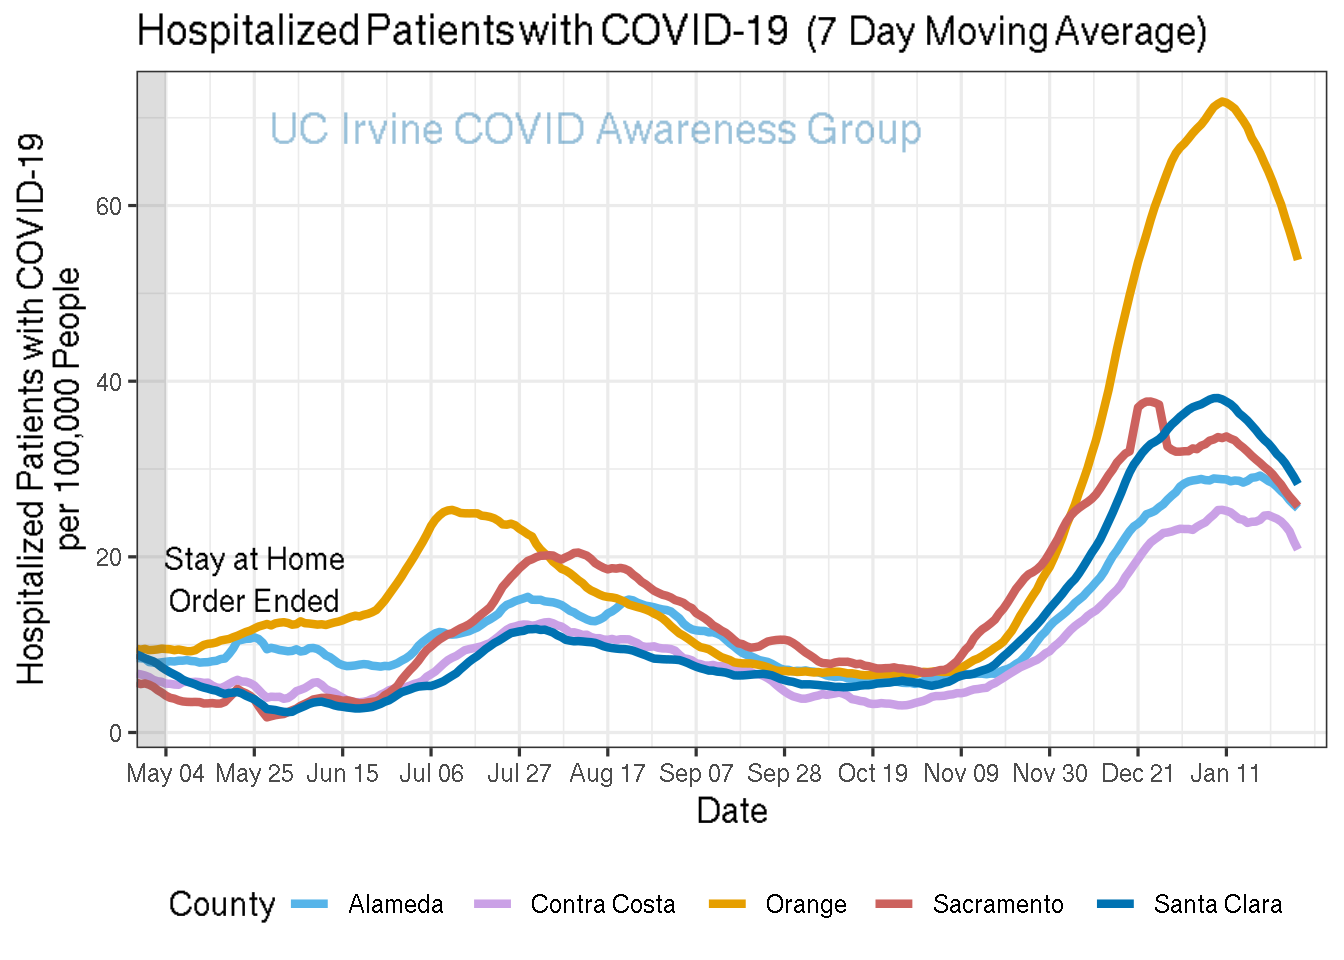 Hospitalized Patients with COVID-19 (7 Day Moving Average)
UC Irvine COVID Awareness Group
Hospitalized Patients with COVID-19
per 100,000 People
60
40
20
0
Stay at Home
Order Ended
May 04 May 25 Jun 15 Jul 06 Jul 27 Aug 17 Sep 07 Sep 28 Oct 19 Nov 09 Nov 30 Dec 21 Jan 11
Date
County Alameda Contra Costa Orange Sacramento Santa Clara